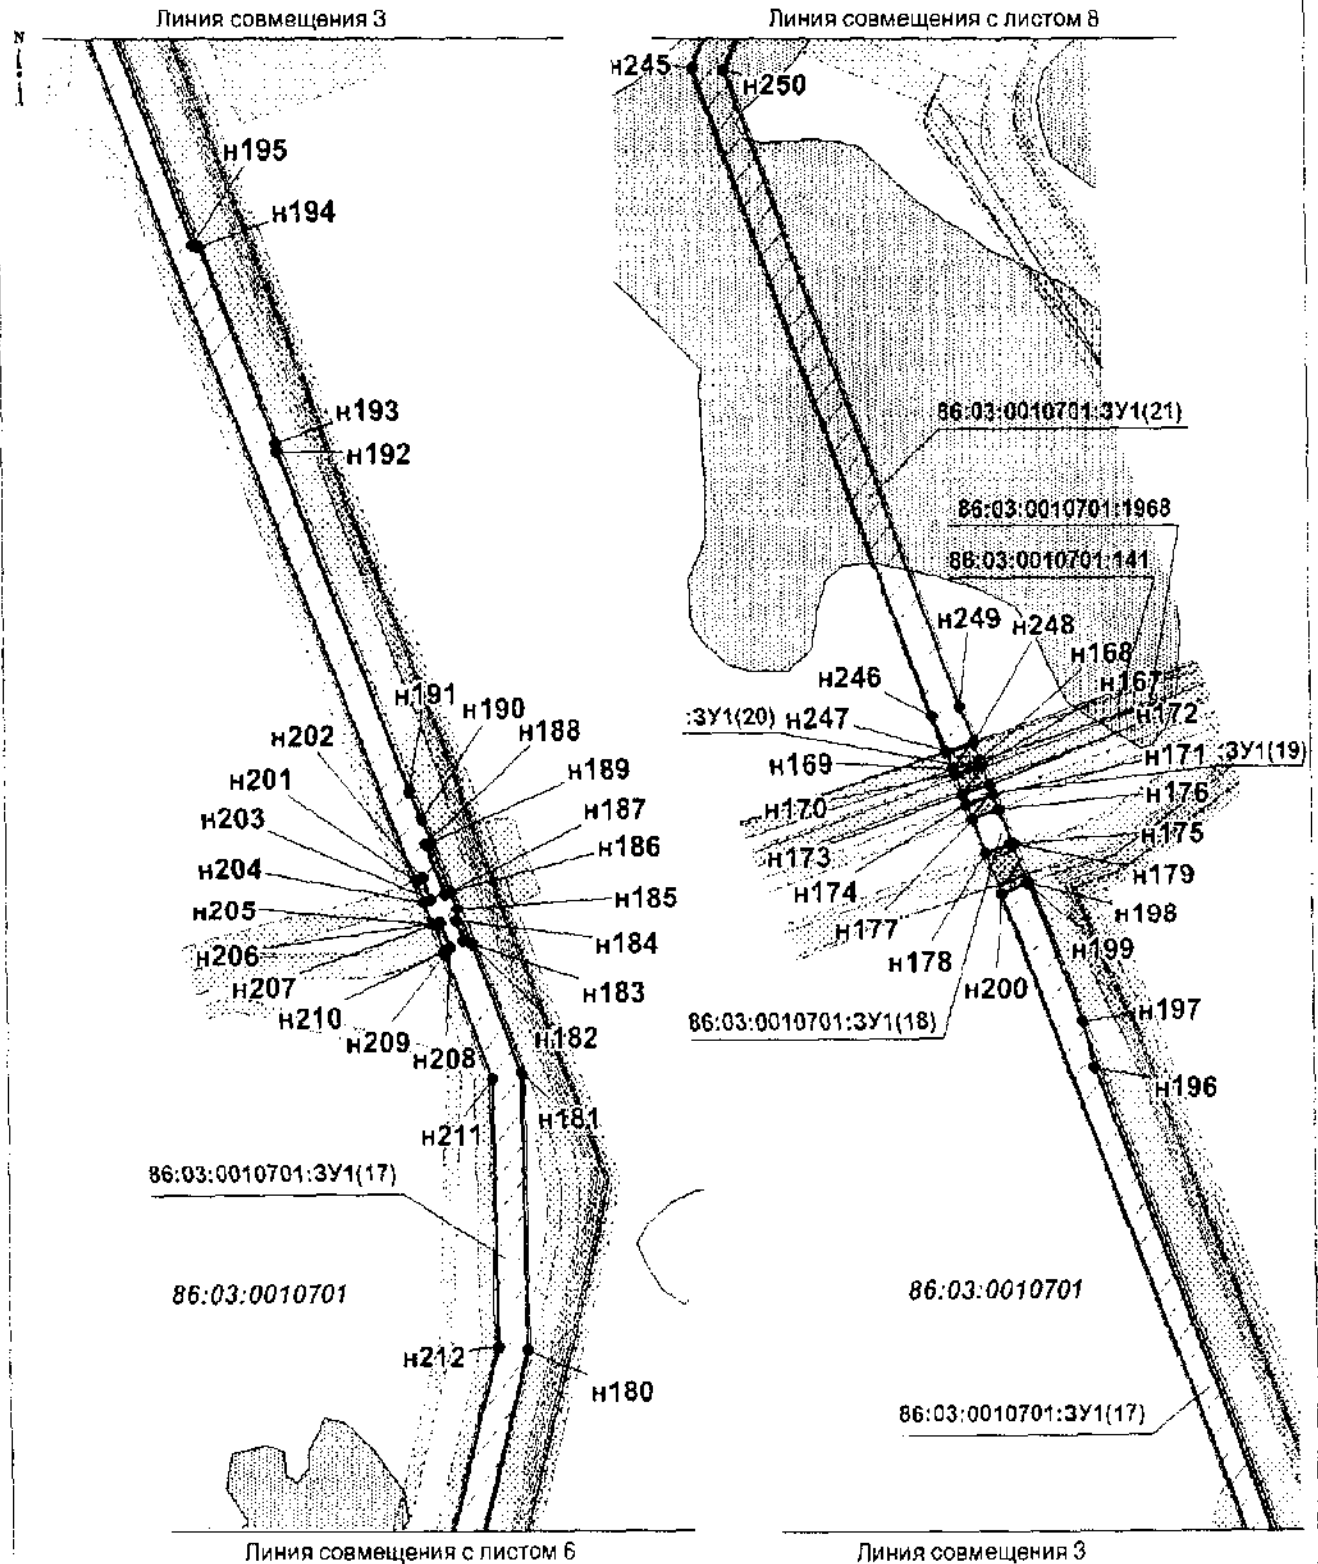 Линия совмещения 3
N
н195
н194
н193
н192
н191
н190
н188
н202
н201
н189
н203
н187
н186
н204
н185
н205
н184
н206
н207
н183
н210
н209
н208
н182
н181
н211
86:03:0010701:ЗУ1(17)
86:03:0010701
н212
н180
Линия совмещения с листом 6
Линия совмещения с листом 8
н245
н250
86:03:0010701:ЗУ1(21)
86:03:0010701:1968
86:03:0010701:141
н249
н248
н168
н167
н246
:ЗУ1(20)
н247
н172
н169
н171
:ЗУ1(19)
н170
н176
н173
н175
н174
н179
н177
н198
н178
н199
н200
86:03:0010701:ЗУ1(18)
н197
н196
86:03:0010701
86:03:0010701:ЗУ1(17)
Линия совмещения 3